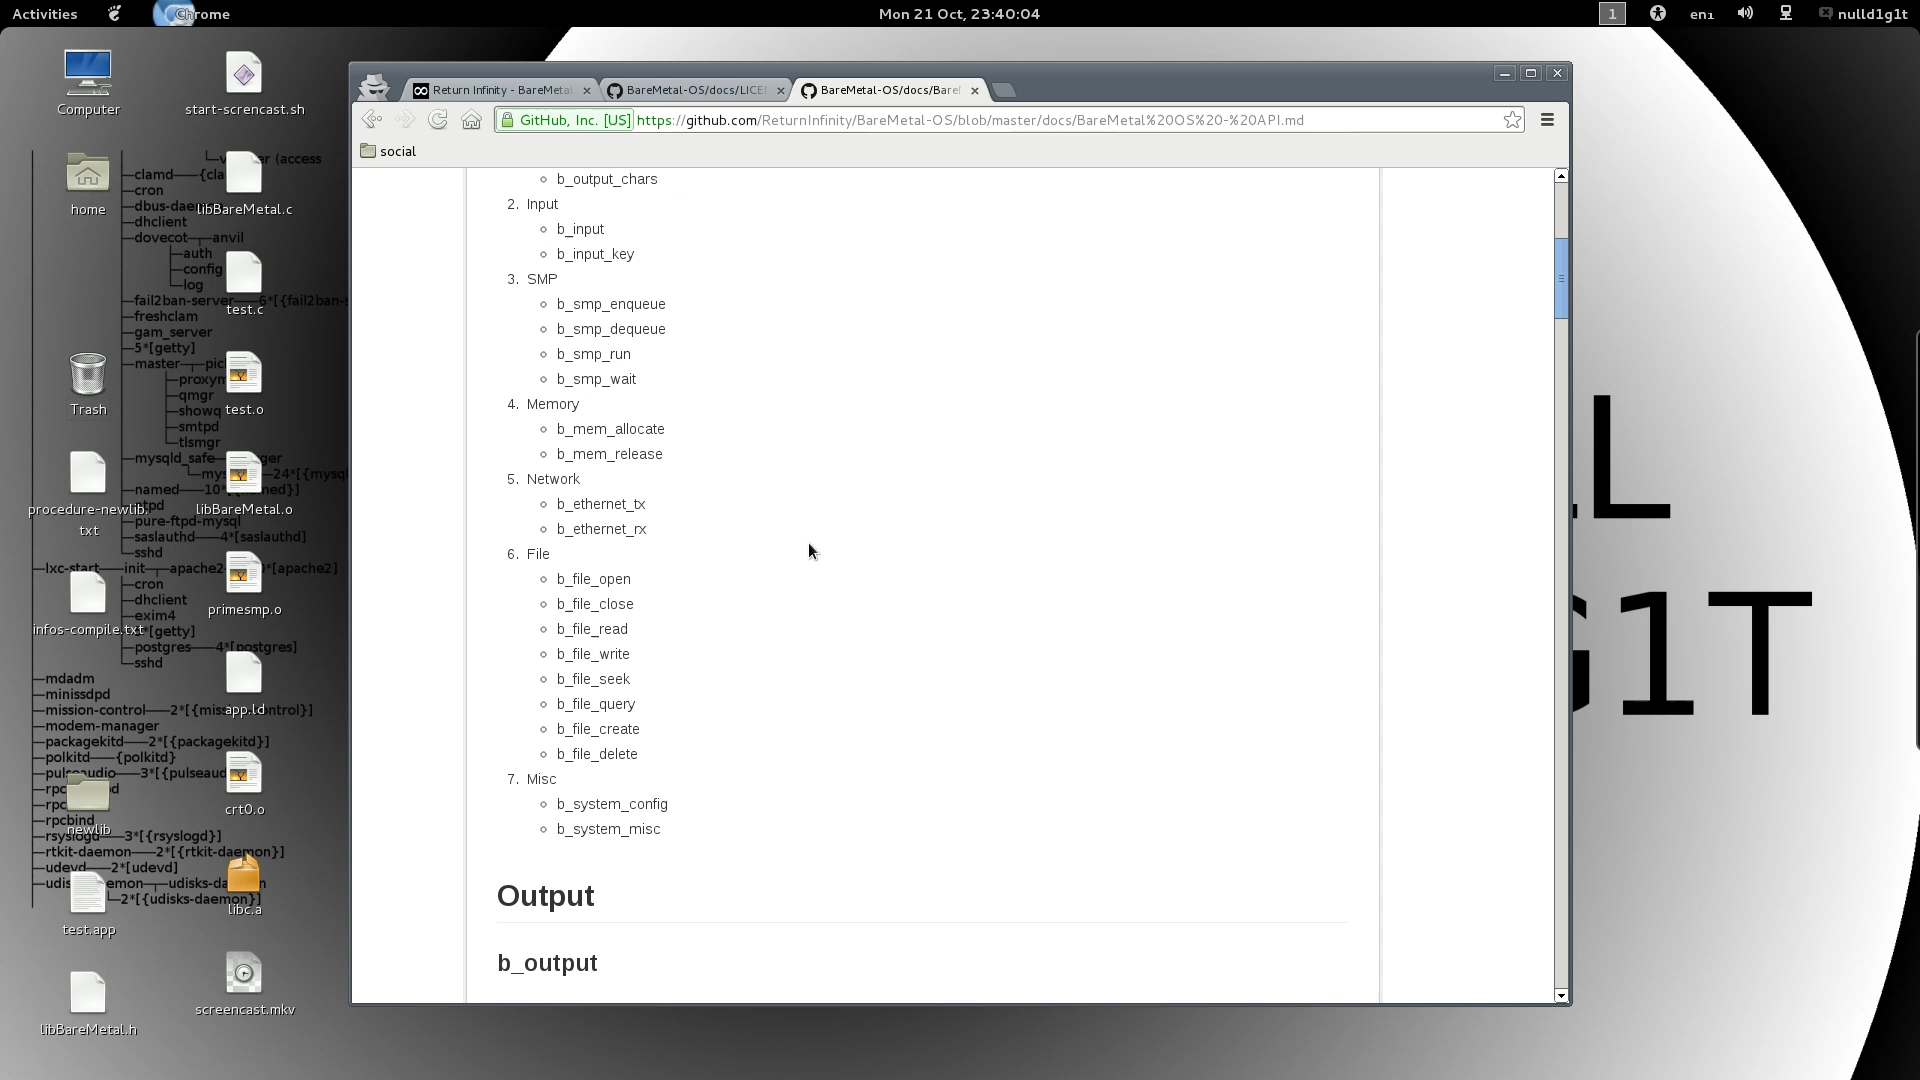 Activities
Chrome
Mon 21 Oct, 23:40:04
1
en₁
nulld1g1t
Computer
start-screncast.sh
home
libBareMetal.c
test.c
Trash
test.o
procedure-newlib.
txt
libBareMetal.o
infos-compile.txt
primesmp.o
app.ld
newlib
crt0.o
test.app
libc.a
libBareMetal.h
screencast.mkv
(access
clamd
cron
dhclient
dovecot
anvil
auth
config
log
fail2ban-server
freshclam
gam_server
5*[getty]
master
qmgr
showq
smtpd
tlsmgr
mysqld_safe
named
10*
pure-ftpd-mysql
saslauthd
4*[saslauthd]
sshd
lxc-start
init
apache2
[apache2]
cron
dhclient
exim4
[getty]
postgres
4*[postgres]
sshd
mdadm
minissdpd
mission-control
modem-manager
packagekitd
2*[{packagekitd}]
polkitd
{polkitd}
rpcbind
rsyslogd
3*[{rsyslogd}]
rtkit-daemon
2*[{rtkit-daemon}]
udevd
2*[udevd]
2*[{udisks-daemon}]
Return Infinity - BareMetal
BareMetal-OS/docs/LICE
BareMetal-OS/docs/Bare
GitHub, Inc. [US]
https://github.com/ReturnInfinity/BareMetal-OS/blob/master/docs/BareMetal%20OS%20-%20API.md
social
b_output_chars
2. Input
b_input
b_input_key
3. SMP
b_smp_enqueue
b_smp_dequeue
b_smp_run
b_smp_wait
4. Memory
b_mem_allocate
b_mem_release
5. Network
b_ethernet_tx
b_ethernet_rx
6. File
b_file_open
b_file_close
b_file_read
b_file_write
b_file_seek
b_file_query
b_file_create
b_file_delete
7. Misc
b_system_config
b_system_misc
Output
b_output
L
G1T